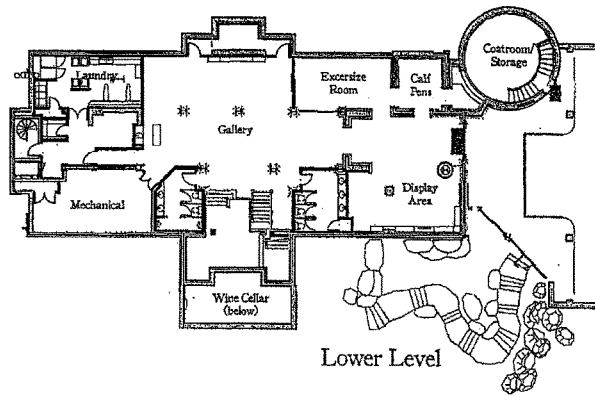 Coatroom/
Storage
Laundry
Excersize
Room
Calf
Pens
Gallery
Mechanical
Display
Area
Wine Cellar
(below)
Lower Level